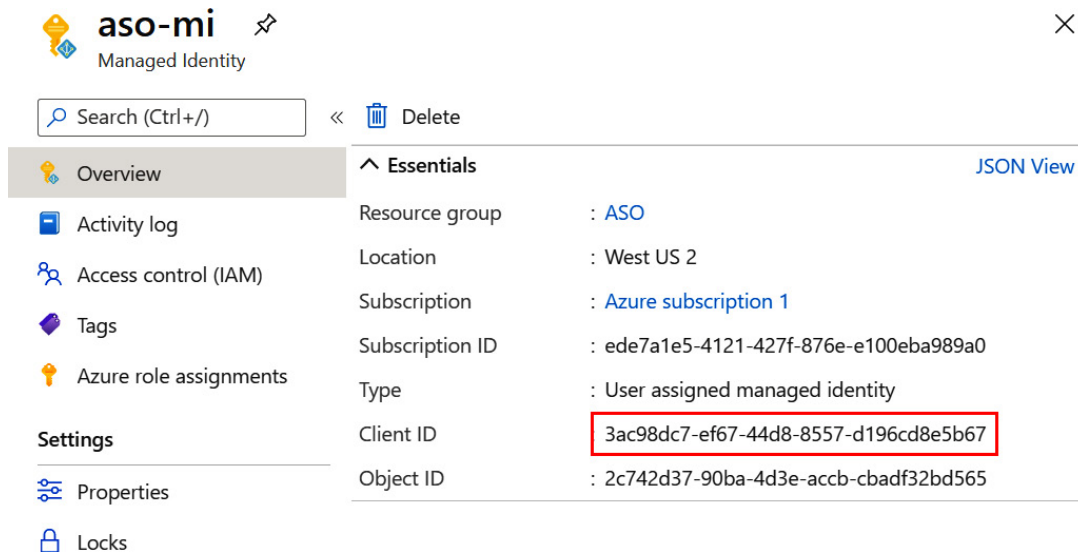 aso-mi
Managed Identity
Search (Ctrl+/)
«
Delete
Overview
Activity log
Access control (IAM)
Tags
Azure role assignments
Settings
Properties
Locks
Essentials
JSON View
Resource group : ASO
Location : West US 2
Subscription : Azure subscription 1
Subscription ID : ede7a1e5-4121-427f-876e-e100eba989a0
Type : User assigned managed identity
Client ID : 3ac98dc7-ef67-44d8-8557-d196cd8e5b67
Object ID : 2c742d37-90ba-4d3e-accb-cbadf32bd565